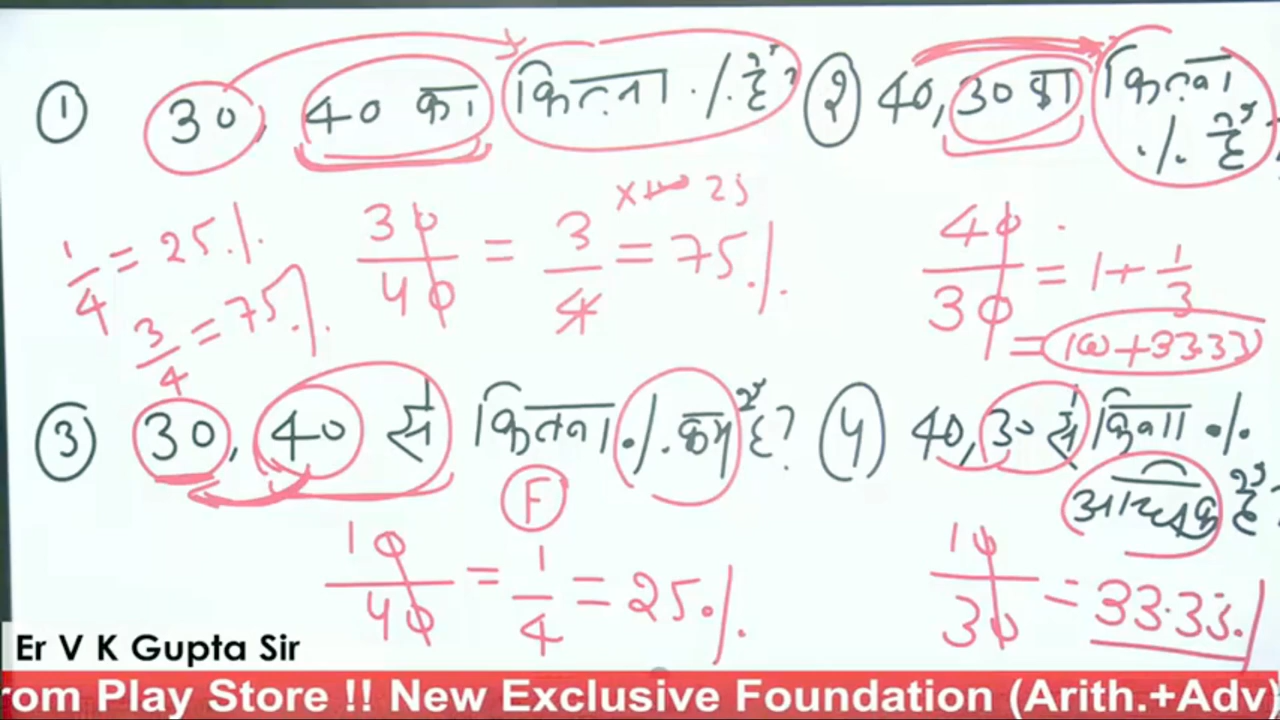 ① 30, 40 का कितना % है?
1/4 = 25%
3/4 = 75%
30/40 = 3/4 ×100 25 = 75%
② 40, 30 का कितना % है?
40/30 = 1 + 1/3
= 100 + 33.33
③ 30, 40 से कितना % कम है?
F
10/40 = 1/4 = 25%
④ 40, 30 से कितना % अधिक है?
10/30 = 33.33%
Er V K Gupta Sir
rom Play Store !! New Exclusive Foundation (Arith.+Adv)